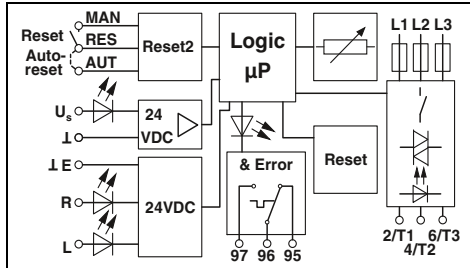 MAN
Reset
RES
Auto-
reset
AUT
Reset2
Logic
µP
L1 L2 L3
Us
24
VDC
⊥
⊥ E
R
L
24VDC
& Error
Reset
97 96 95
2/T1 6/T3
4/T2